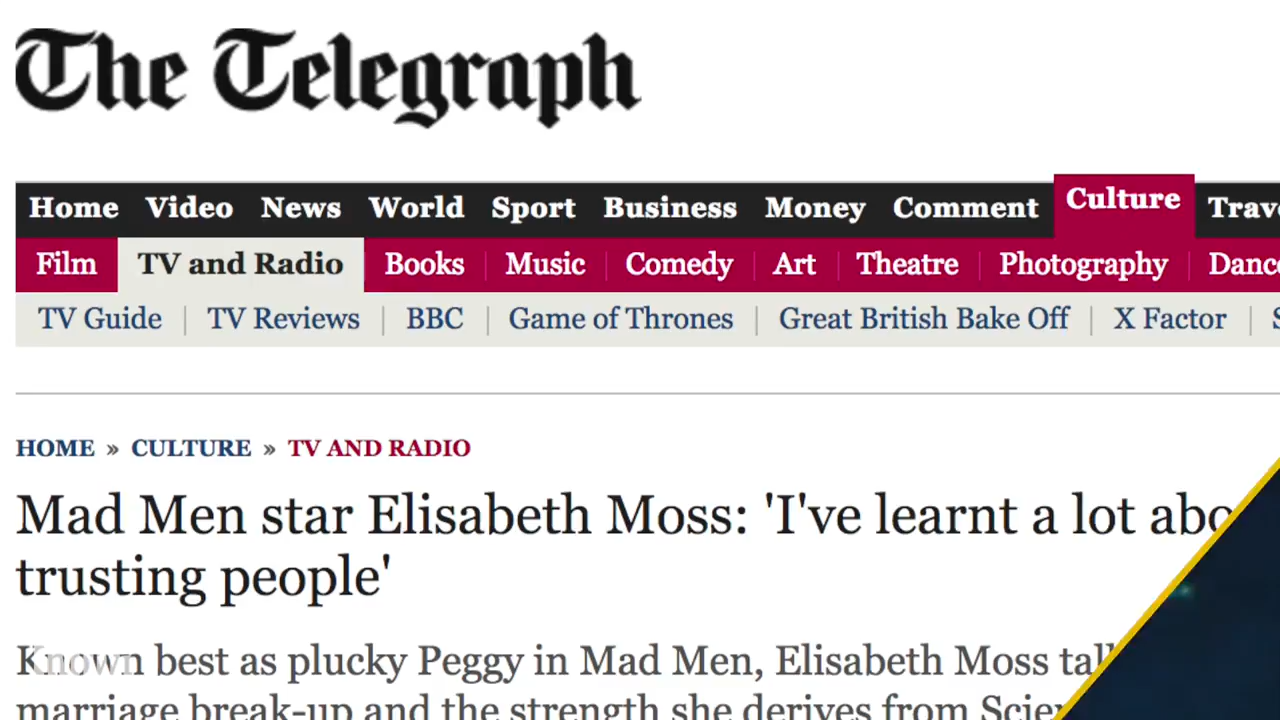 The Telegraph
Home Video News World Sport Business Money Comment Culture
Film TV and Radio Books Music Comedy Art Theatre Photography
TV Guide TV Reviews BBC Game of Thrones Great British Bake Off X Factor
HOME » CULTURE » TV AND RADIO
Mad Men star Elisabeth Moss: 'I've learnt a lot
trusting people'
Known best as plucky Peggy in Mad Men, Elisabeth Moss
marriage break-up and the strength she derives from